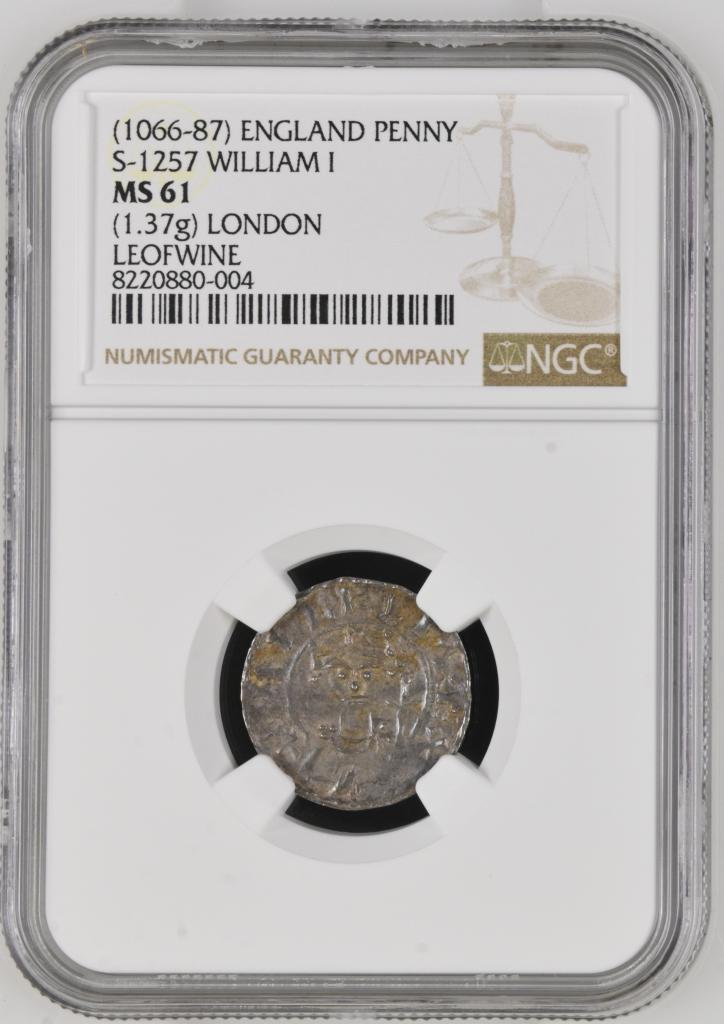 (1066-87) ENGLAND PENNY
S-1257 WILLIAM I
MS 61
(1.37g) LONDON
LEOFWINE
8220880-004
NUMISMATIC GUARANTY COMPANY
NGC®